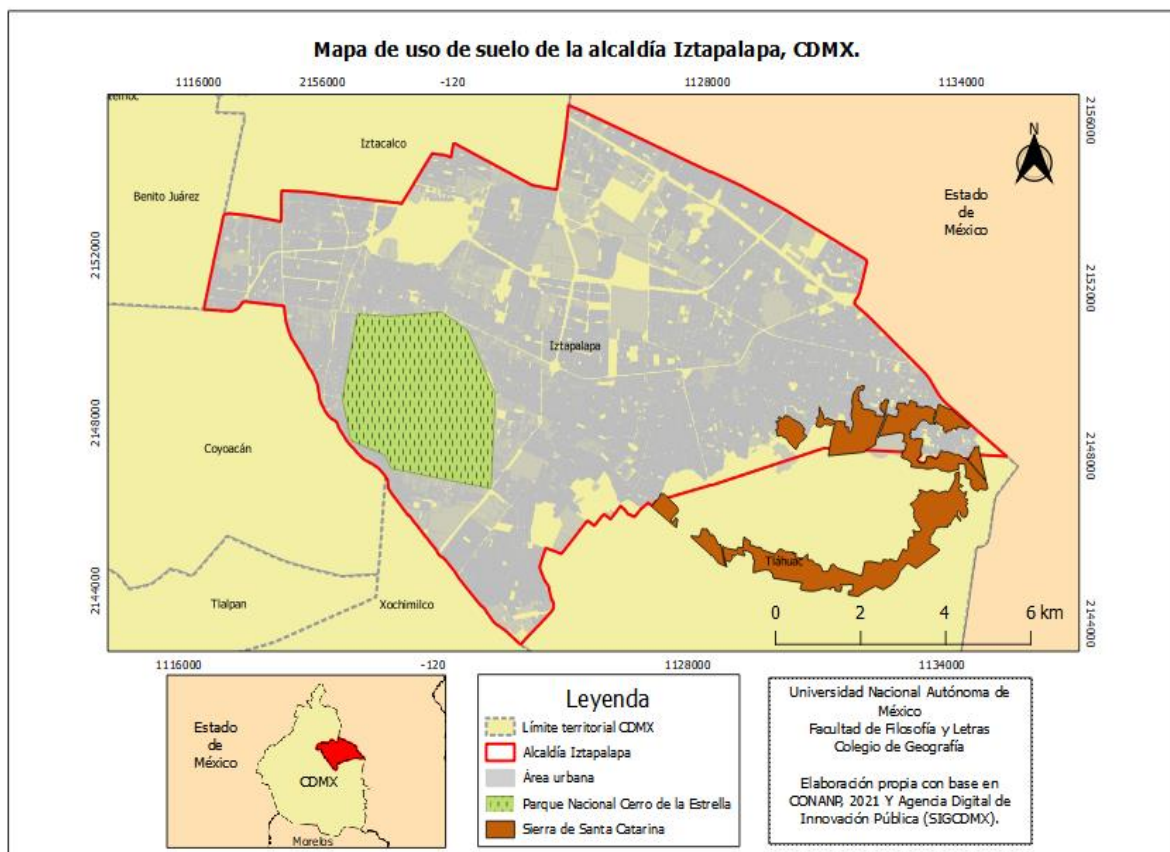 Mapa de uso de suelo de la alcaldía Iztapalapa, CDMX.
1116000 2156000 -120 1128000 1134000
2156000
Iztacalco
N
Benito Juárez
Estado
de
México
2152000
2152000
Iztapalapa
2148000
Coyoacán
2148000
Tláhuac
2144000
Tlalpan
Xochimilco
0 2 4 6 km
2144000
1116000 -120 1128000 1134000
Estado
de
México
CDMX
Morelos
Leyenda
Límite territorial CDMX
Alcaldía Iztapalapa
Área urbana
Parque Nacional Cerro de la Estrella
Sierra de Santa Catarina
Universidad Nacional Autónoma de
México
Facultad de Filosofía y Letras
Colegio de Geografía
Elaboración propia con base en
CONANP, 2021 Y Agencia Digital de
Innovación Pública (SIGCDMX).